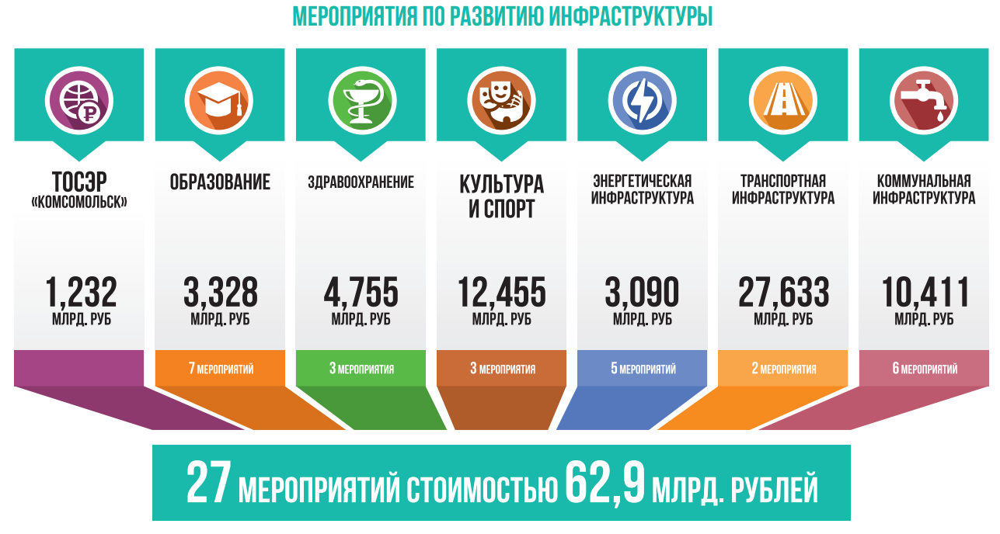 МЕРОПРИЯТИЯ ПО РАЗВИТИЮ ИНФРАСТРУКТУРЫ
₽
ТОСЭР
«КОМСОМОЛЬСК»
1,232
МЛРД. РУБ
ОБРАЗОВАНИЕ
3,328
МЛРД. РУБ
7 МЕРОПРИЯТИЙ
ЗДРАВООХРАНЕНИЕ
4,755
МЛРД. РУБ
3 МЕРОПРИЯТИЯ
КУЛЬТУРА
И СПОРТ
12,455
МЛРД. РУБ
3 МЕРОПРИЯТИЯ
ЭНЕРГЕТИЧЕСКАЯ
ИНФРАСТРУКТУРА
3,090
МЛРД. РУБ
5 МЕРОПРИЯТИЙ
ТРАНСПОРТНАЯ
ИНФРАСТРУКТУРА
27,633
МЛРД. РУБ
2 МЕРОПРИЯТИЯ
КОММУНАЛЬНАЯ
ИНФРАСТРУКТУРА
10,411
МЛРД. РУБ
6 МЕРОПРИЯТИЙ
27 МЕРОПРИЯТИЙ СТОИМОСТЬЮ 62,9 МЛРД. РУБЛЕЙ